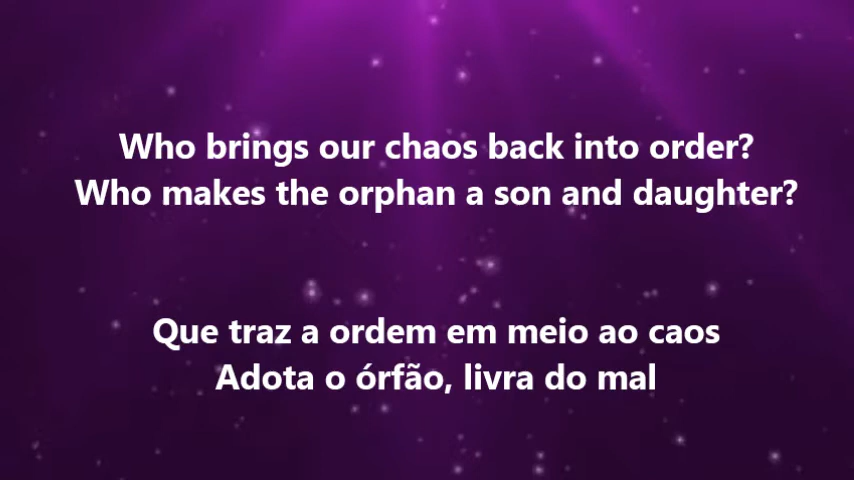 Who brings our chaos back into order?
Who makes the orphan a son and daughter?
Que traz a ordem em meio ao caos
Adota o órfão, livra do mal